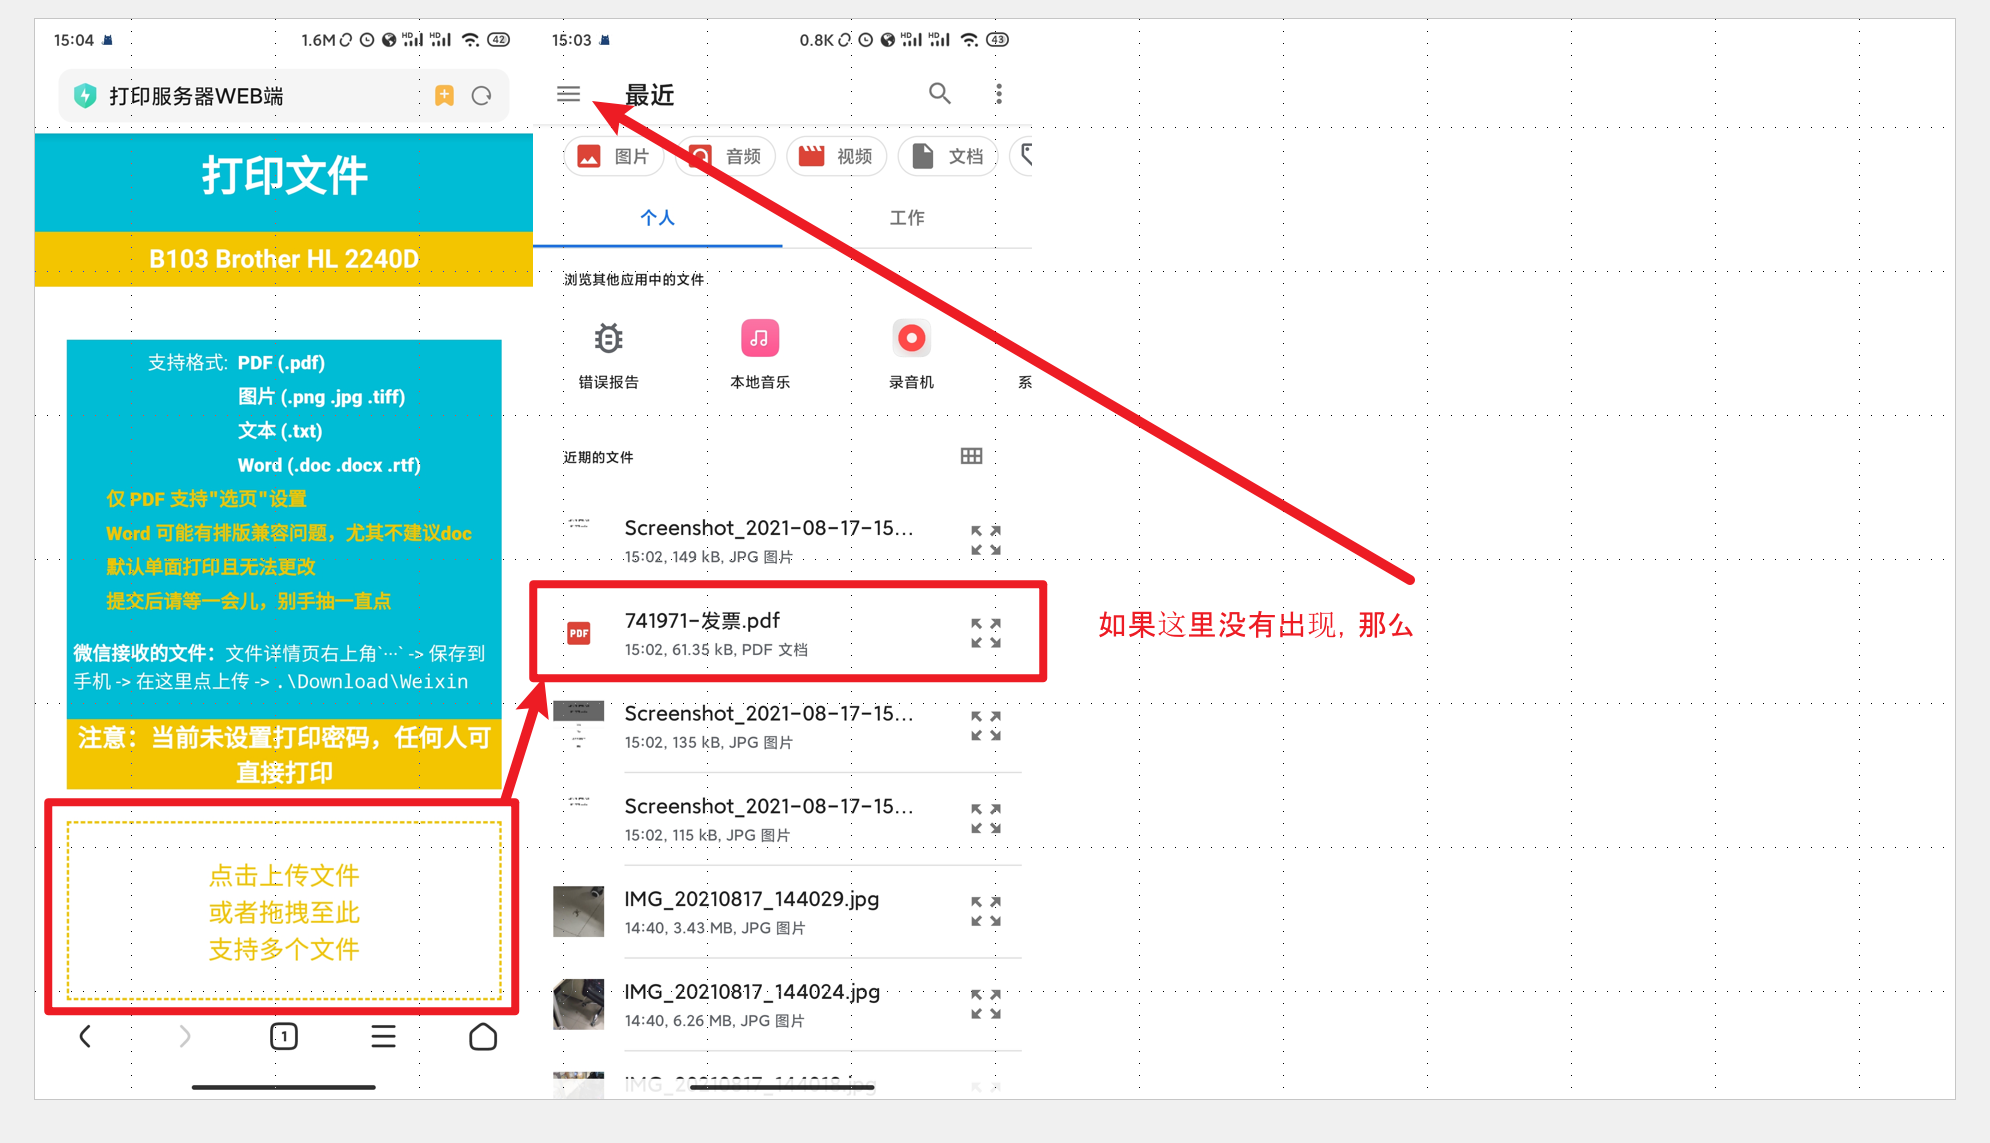 15:04
1.6M
HD
HD
42
打印服务器WEB端
打印文件
B103 Brother HL 2240D
支持格式: PDF (.pdf)
图片 (.png .jpg .tiff)
文本 (.txt)
Word (.doc .docx .rtf)
仅 PDF 支持"选页"设置
Word 可能有排版兼容问题，尤其不建议doc
默认单面打印且无法更改
提交后请等一会儿，别手抽一直点
微信接收的文件：文件详情页右上角`···` -> 保存到
手机 -> 在这里点上传 -> .\Download\Weixin
注意：当前未设置打印密码，任何人可
直接打印
点击上传文件
或者拖拽至此
支持多个文件
1
15:03
0.8K
HD
HD
43
最近
图片
音频
视频
文档
个人
工作
浏览其他应用中的文件
错误报告
本地音乐
录音机
系
近期的文件
Screenshot_2021-08-17-15...
15:02, 149 kB, JPG 图片
PDF
741971-发票.pdf
15:02, 61.35 kB, PDF 文档
Screenshot_2021-08-17-15...
15:02, 135 kB, JPG 图片
Screenshot_2021-08-17-15...
15:02, 115 kB, JPG 图片
IMG_20210817_144029.jpg
14:40, 3.43 MB, JPG 图片
IMG_20210817_144024.jpg
14:40, 6.26 MB, JPG 图片
IMG_20210817_144018.jpg
如果这里没有出现, 那么